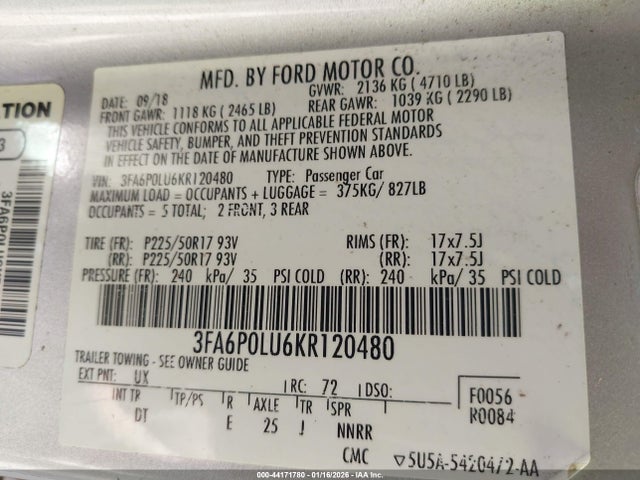 MFD. BY FORD MOTOR CO.
DATE: 09/18 GVWR: 2136 KG ( 4710 LB)
FRONT GAWR: 1118 KG ( 2465 LB) REAR GAWR: 1039 KG ( 2290 LB)
THIS VEHICLE CONFORMS TO ALL APPLICABLE FEDERAL MOTOR
VEHICLE SAFETY, BUMPER, AND THEFT PREVENTION STANDARDS
IN EFFECT ON THE DATE OF MANUFACTURE SHOWN ABOVE.
VIN: 3FA6P0LU6KR120480 TYPE: Passenger Car
MAXIMUM LOAD = OCCUPANTS + LUGGAGE = 375KG/ 827LB
OCCUPANTS = 5 TOTAL; 2 FRONT, 3 REAR
TIRE (FR): P225/50R17 93V RIMS (FR): 17x7.5J
(RR): P225/50R17 93V (RR): 17x7.5J
PRESSURE (FR): 240 kPa/ 35 PSI COLD (RR): 240 kPa/ 35 PSI COLD
3FA6P0LU6KR120480
TRAILER TOWING - SEE OWNER GUIDE
EXT PNT: UX RC: 72 DSO: F0056
INT TR TP/PS R AXLE TR SPR R0084
DT E 25 J NNRR
CMC ▽5U5A-5420472-AA
TION
3
000-44171780 - 01/16/2026 - IAA Auctions